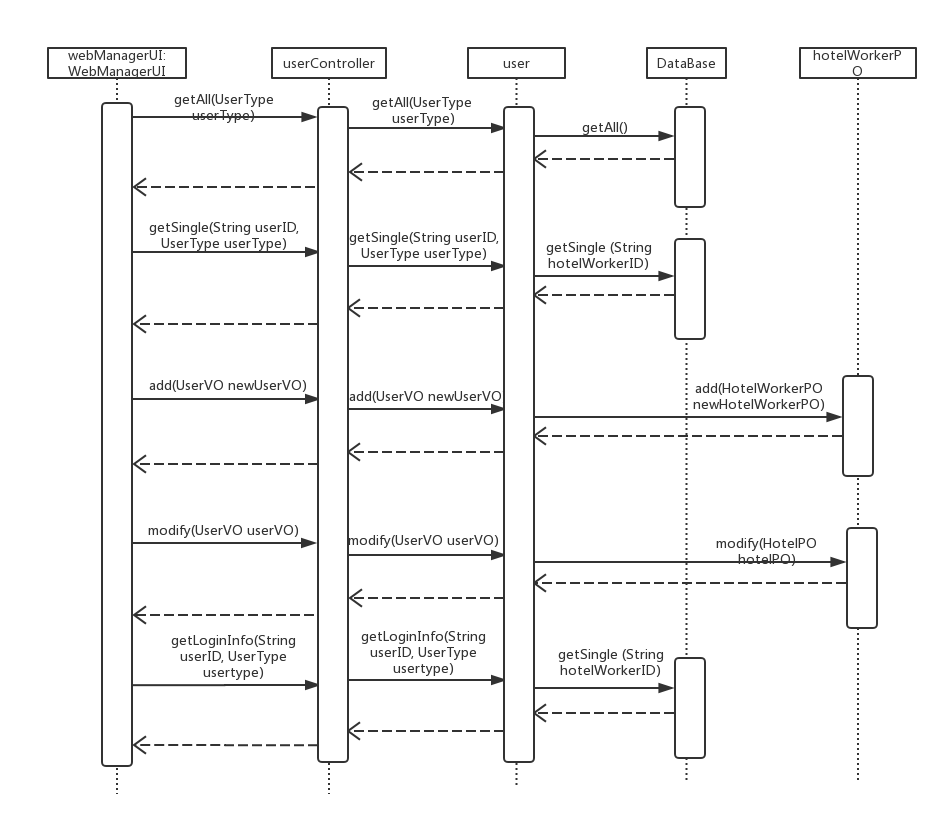 webManagerUI:
WebManagerUI
userController
user
DataBase
hotelWorkerP
O
getAll(UserType
userType)
getAll(UserType
userType)
getAll()
getSingle(String userID,
UserType userType)
getSingle(String userID,
UserType userType)
getSingle (String
hotelWorkerID)
add(UserVO newUserVO)
add(UserVO newUserVO
add(HotelWorkerPO
newHotelWorkerPO)
modify(UserVO userVO)
modify(UserVO userVO)
modify(HotelPO
hotelPO)
getLoginInfo(String
userID, UserType
usertype)
getLoginInfo(String
userID, UserType
usertype)
getSingle (String
hotelWorkerID)